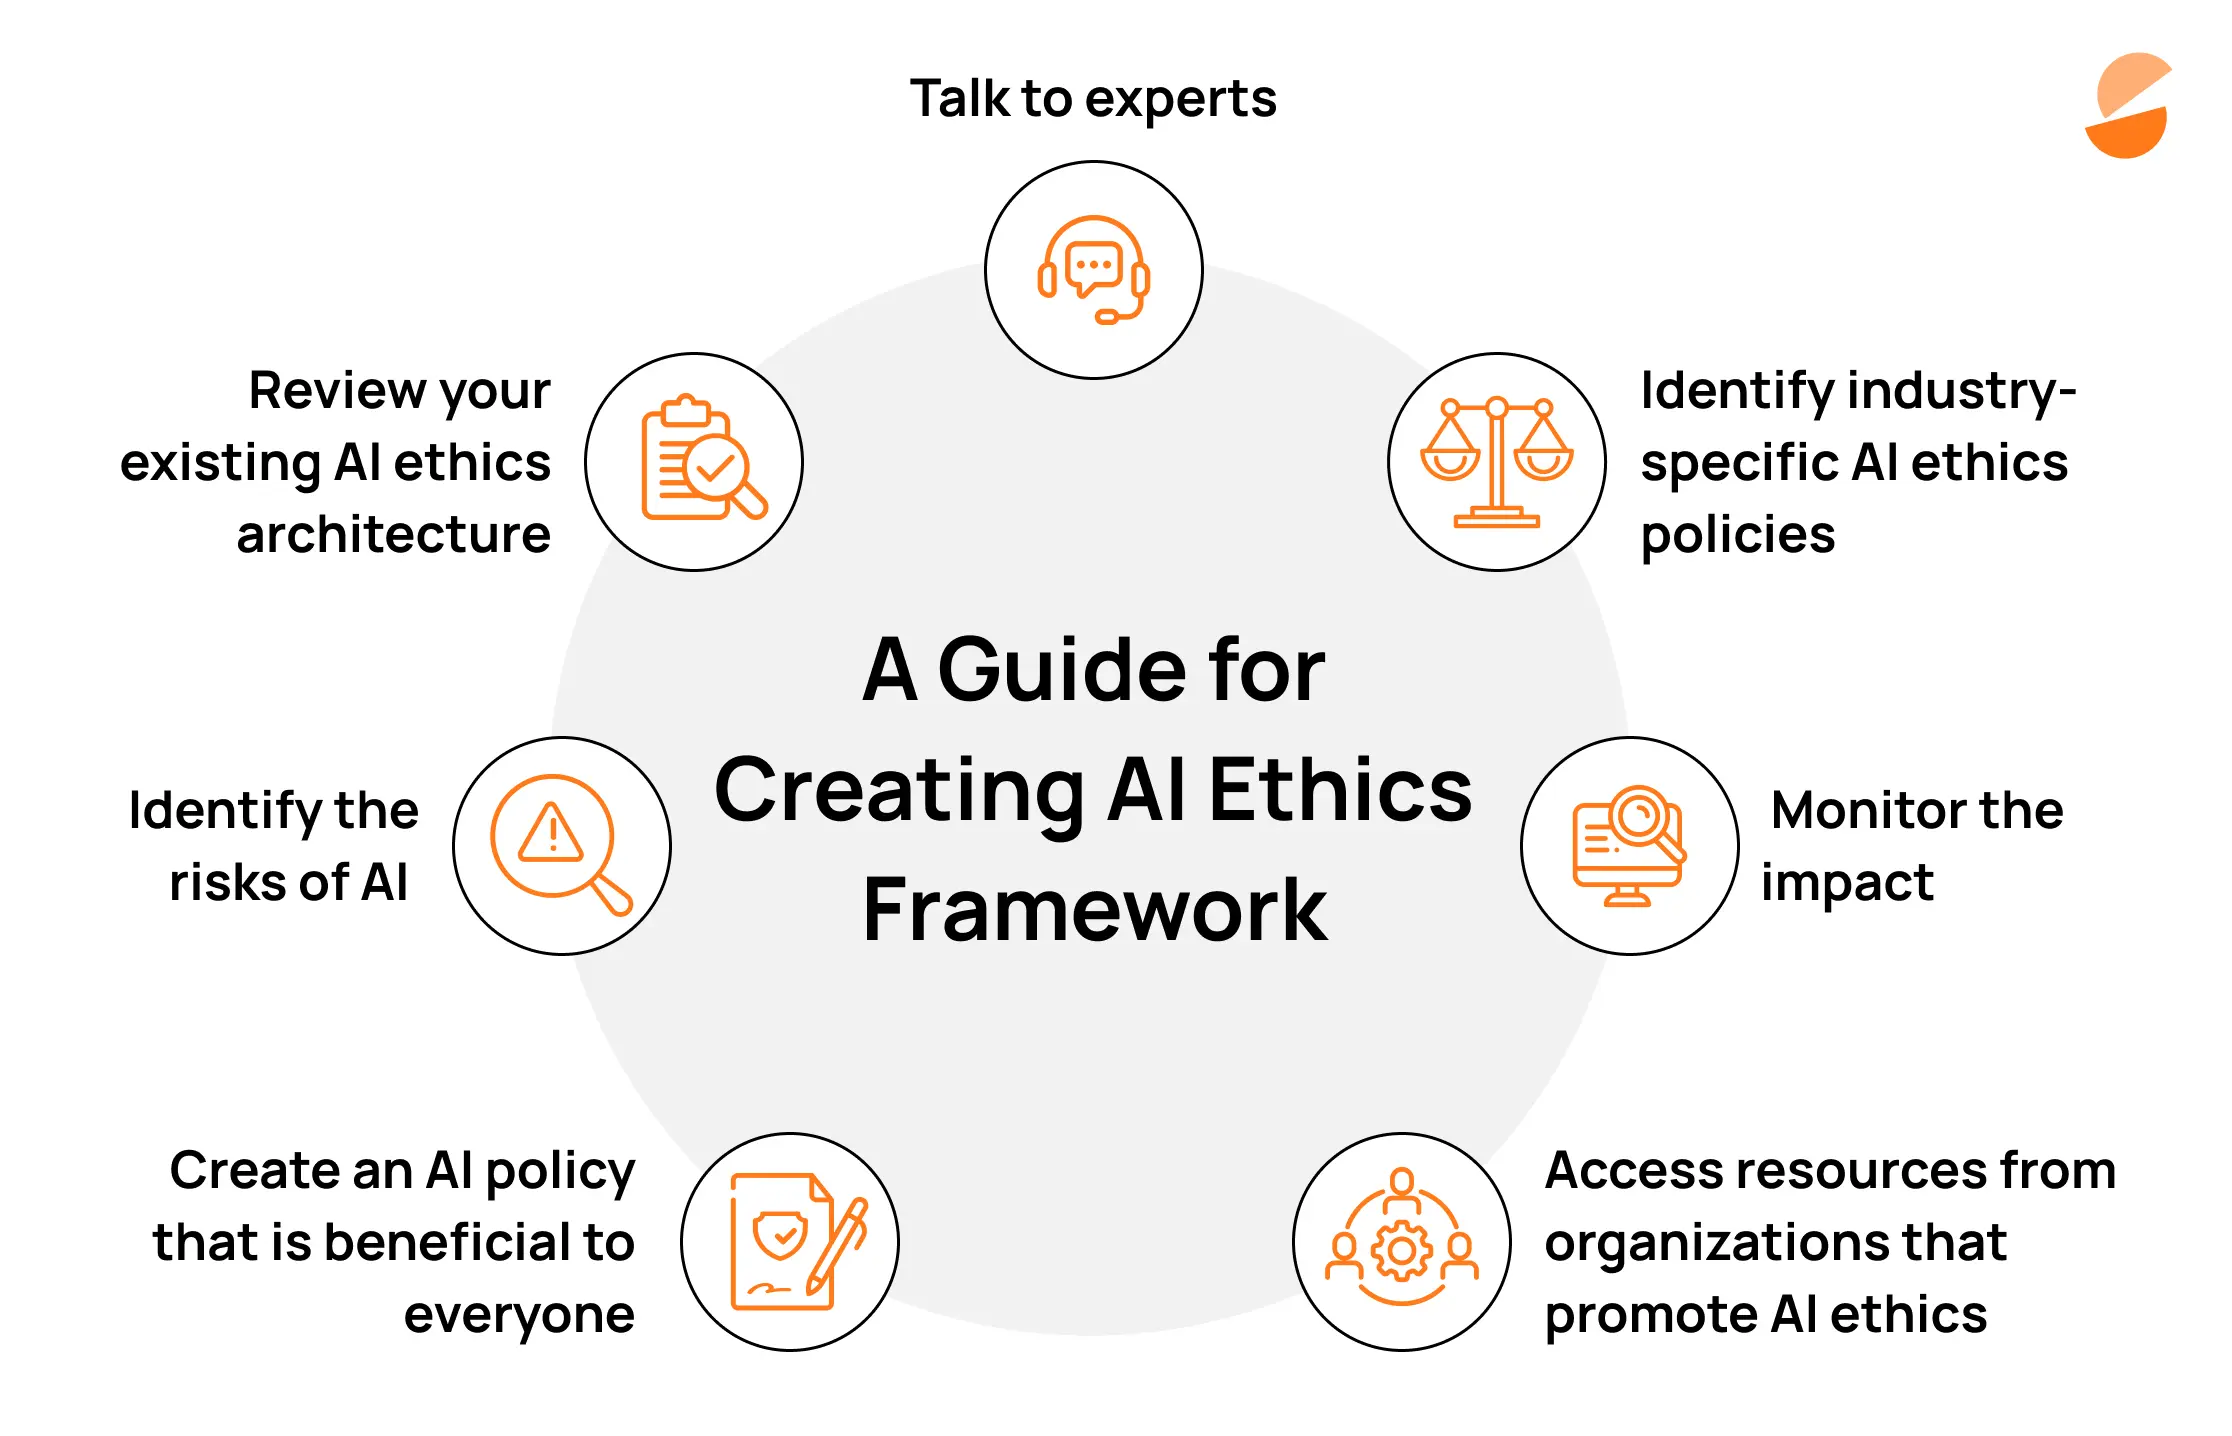 Talk to experts
Review your
existing AI ethics
architecture
Identify industry-
specific AI ethics
policies
A Guide for
Creating AI Ethics
Framework
Identify the
risks of AI
Monitor the
impact
Create an AI policy
that is beneficial to
everyone
Access resources from
organizations that
promote AI ethics